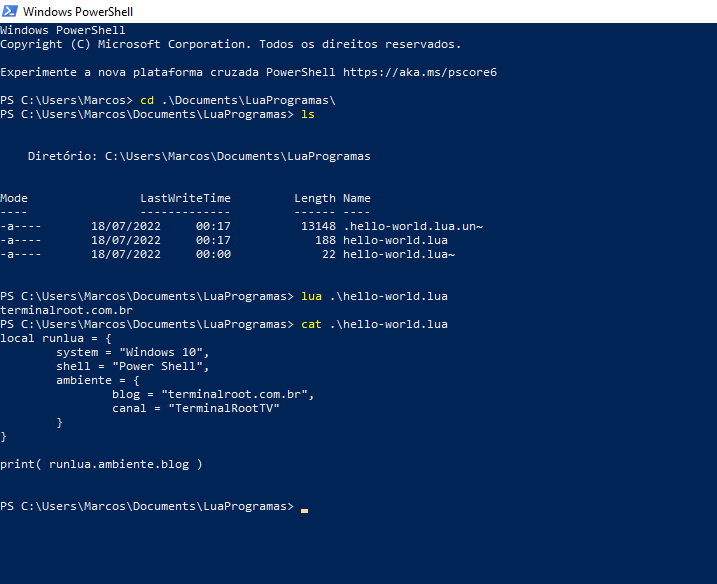 Windows PowerShell
Windows PowerShell
Copyright (C) Microsoft Corporation. Todos os direitos reservados.
Experimente a nova plataforma cruzada PowerShell https://aka.ms/pscore6
PS C:\Users\Marcos> cd .\Documents\LuaProgramas\
PS C:\Users\Marcos\Documents\LuaProgramas> ls
    Diretório: C:\Users\Marcos\Documents\LuaProgramas
Mode                LastWriteTime         Length Name
----                -------------         ------ ----
-a----       18/07/2022     00:17          13148 .hello-world.lua.un~
-a----       18/07/2022     00:17            188 hello-world.lua
-a----       18/07/2022     00:00             22 hello-world.lua~
PS C:\Users\Marcos\Documents\LuaProgramas> lua .\hello-world.lua
terminalroot.com.br
PS C:\Users\Marcos\Documents\LuaProgramas> cat .\hello-world.lua
local runlua = {
        system = "Windows 10",
        shell = "Power Shell",
        ambiente = {
                blog = "terminalroot.com.br",
                canal = "TerminalRootTV"
        }
}
print( runlua.ambiente.blog )
PS C:\Users\Marcos\Documents\LuaProgramas>